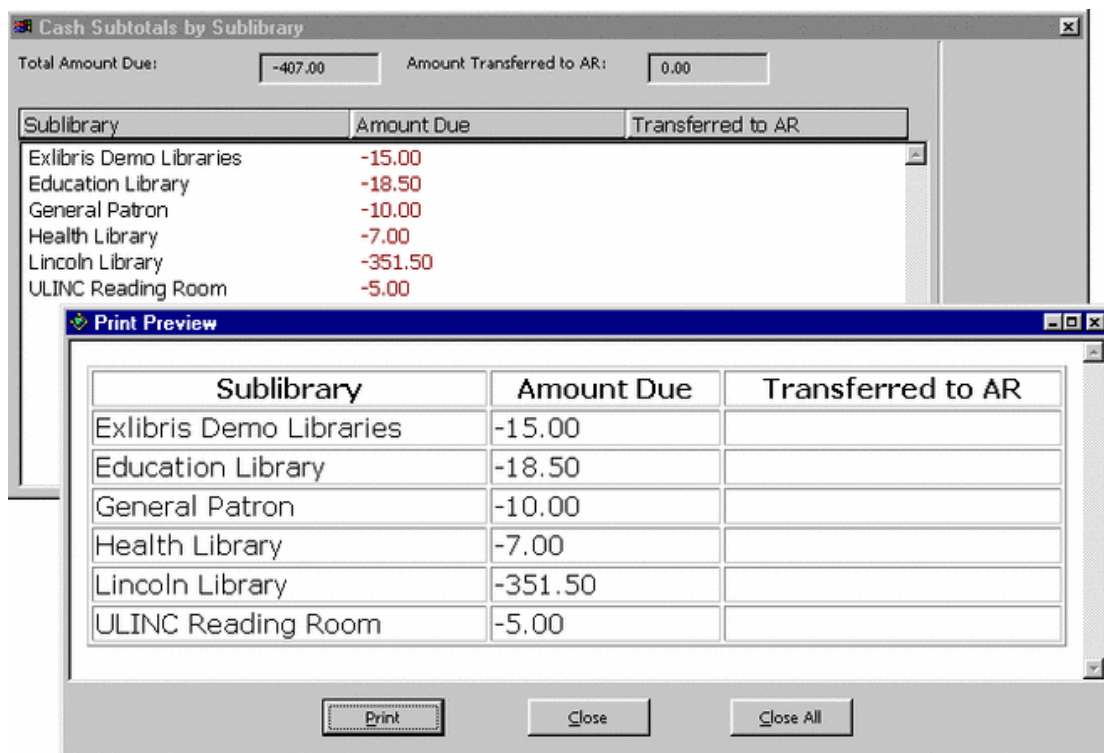 Cash Subtotals by Sublibrary
Total Amount Due: -407.00 Amount Transferred to AR: 0.00
Sublibrary Amount Due Transferred to AR
Exlibris Demo Libraries -15.00
Education Library -18.50
General Patron -10.00
Health Library -7.00
Lincoln Library -351.50
ULINC Reading Room -5.00
Print Preview
Sublibrary Amount Due Transferred to AR
Exlibris Demo Libraries -15.00
Education Library -18.50
General Patron -10.00
Health Library -7.00
Lincoln Library -351.50
ULINC Reading Room -5.00
Print Close Close All